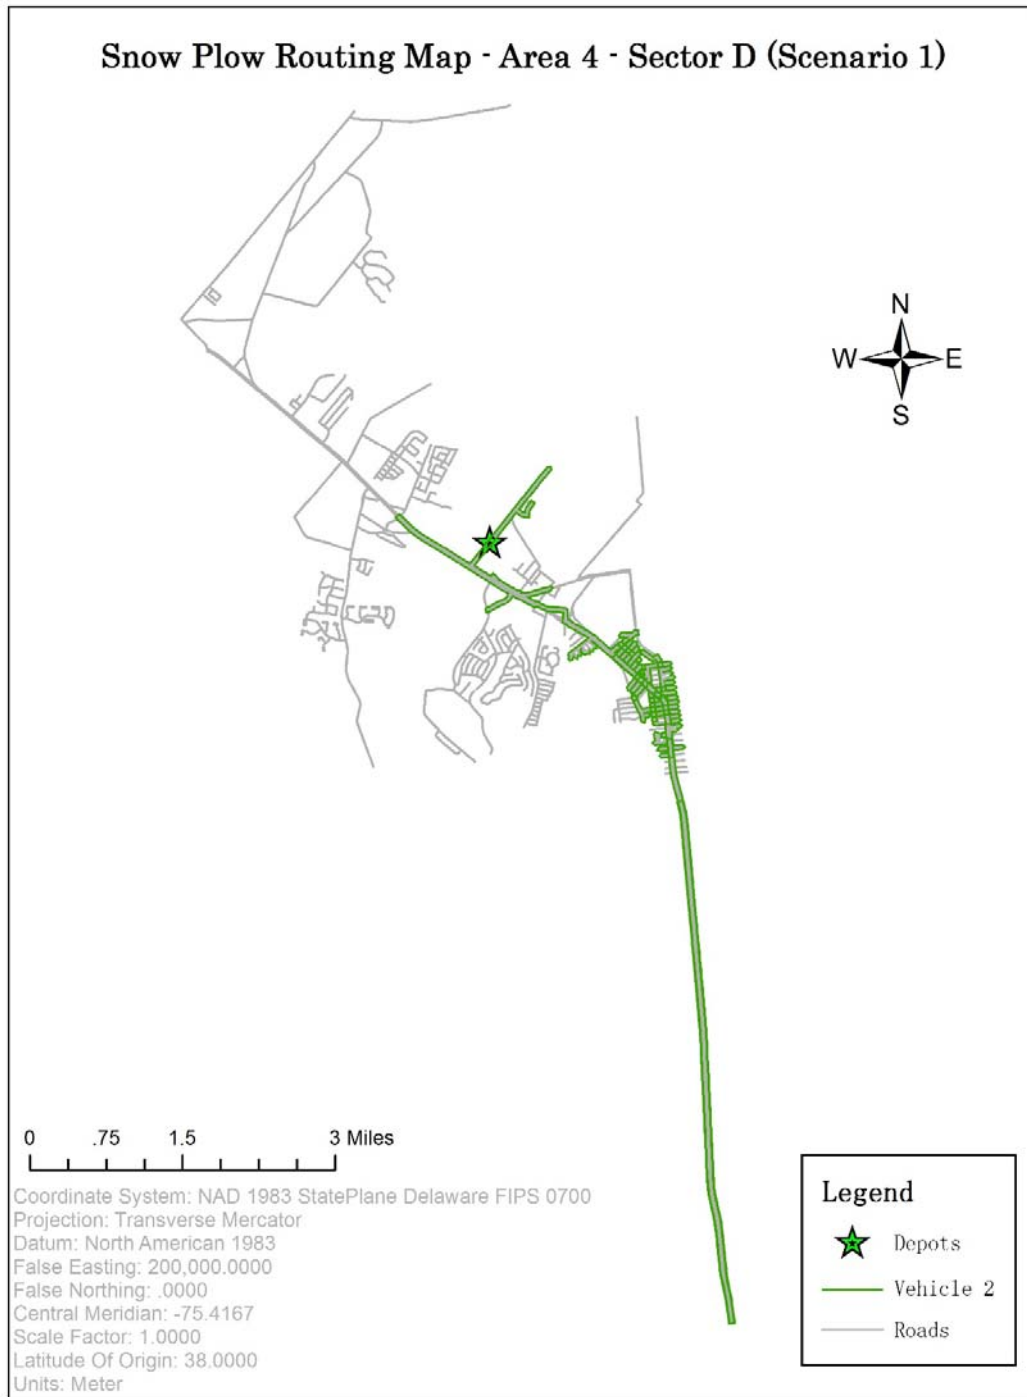 Snow Plow Routing Map - Area 4 - Sector D (Scenario 1)
N
W E
S
0 .75 1.5 3 Miles
Coordinate System: NAD 1983 StatePlane Delaware FIPS 0700
Projection: Transverse Mercator
Datum: North American 1983
False Easting: 200,000.0000
False Northing: .0000
Central Meridian: -75.4167
Scale Factor: 1.0000
Latitude Of Origin: 38.0000
Units: Meter
Legend
Depots
Vehicle 2
Roads